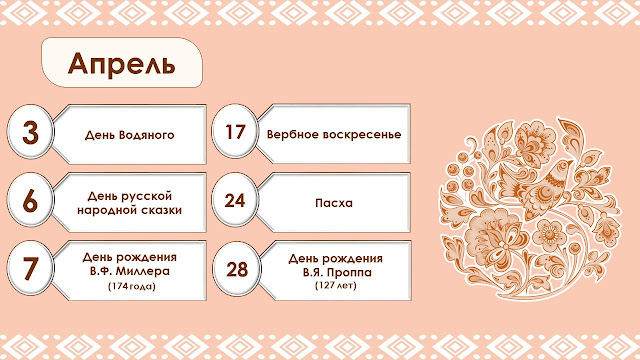 Апрель
3
День Водяного
6
День русской
народной сказки
7
День рождения
В.Ф. Миллера
(174 года)
17
Вербное воскресенье
24
Пасха
28
День рождения
В.Я. Проппа
(127 лет)